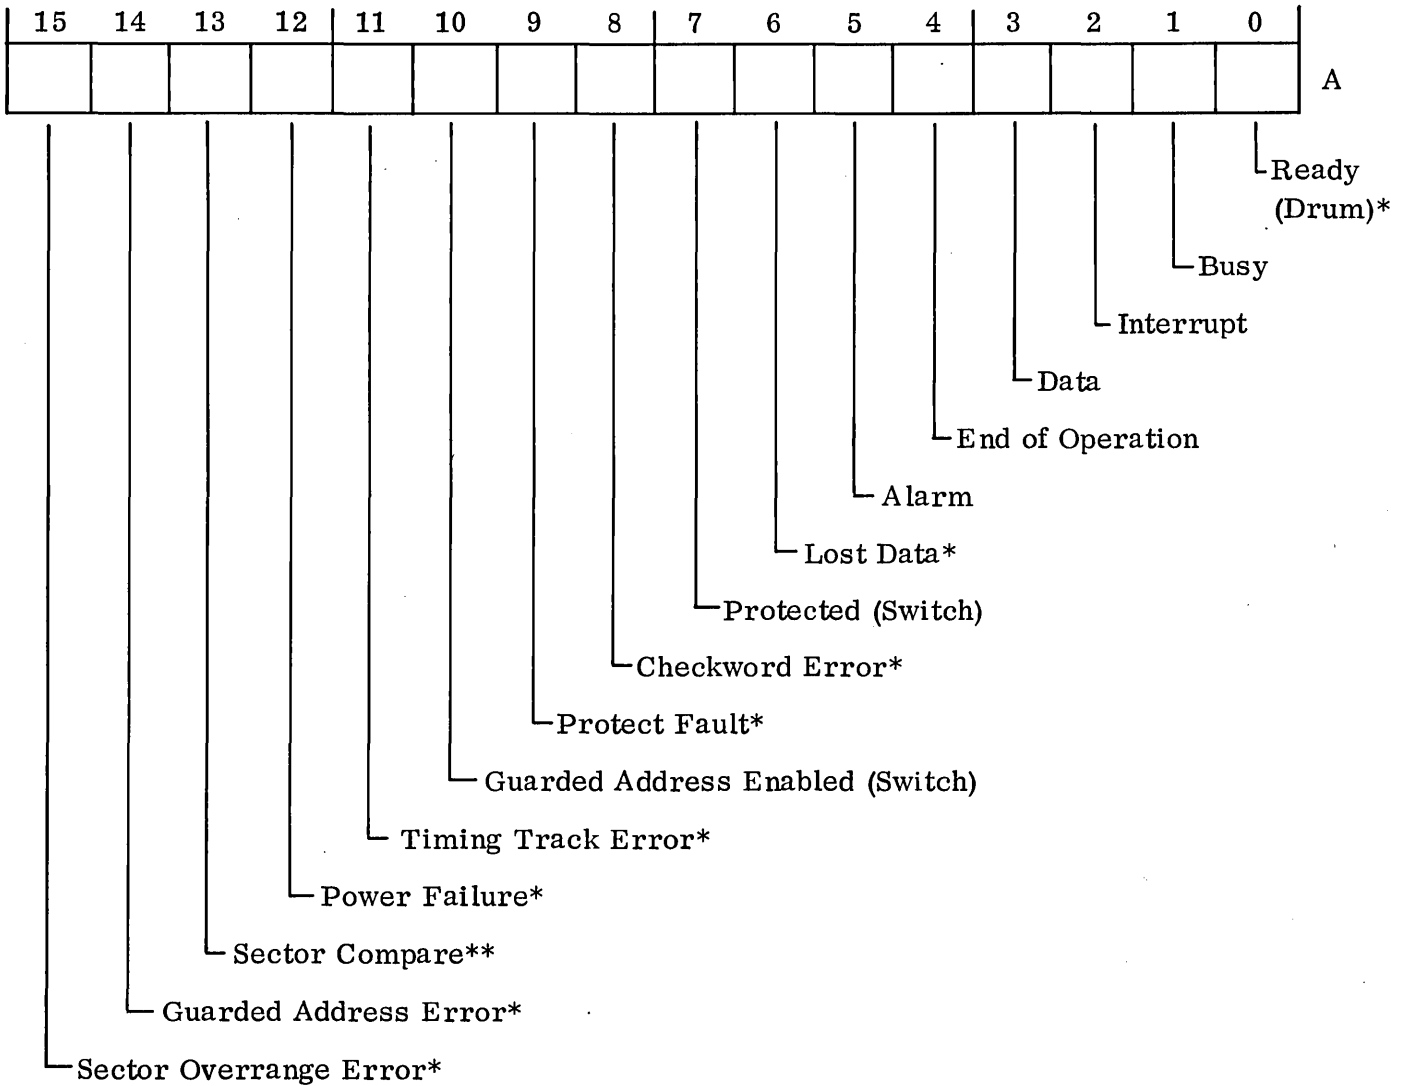 15 14 13 12 11 10 9 8 7 6 5 4 3 2 1 0
A
Ready
(Drum)*
Busy
Interrupt
Data
End of Operation
Alarm
Lost Data*
Protected (Switch)
Checkword Error*
Protect Fault*
Guarded Address Enabled (Switch)
Timing Track Error*
Power Failure*
Sector Compare**
Guarded Address Error*
Sector Overrange Error*